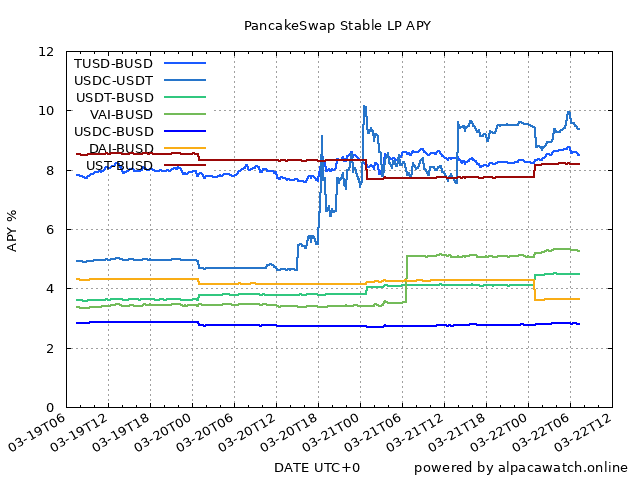 PancakeSwap Stable LP APY
12
10
8
6
4
2
0
APY %
TUSD-BUSD
USDC-USDT
USDT-BUSD
VAI-BUSD
USDC-BUSD
DAI-BUSD
UST-BUSD
03-19T06
03-19T12
03-19T18
03-20T00
03-20T06
03-20T12
03-20T18
03-21T00
03-21T06
03-21T12
03-21T18
03-22T00
03-22T06
03-22T12
DATE UTC+0
powered by alpacawatch.online